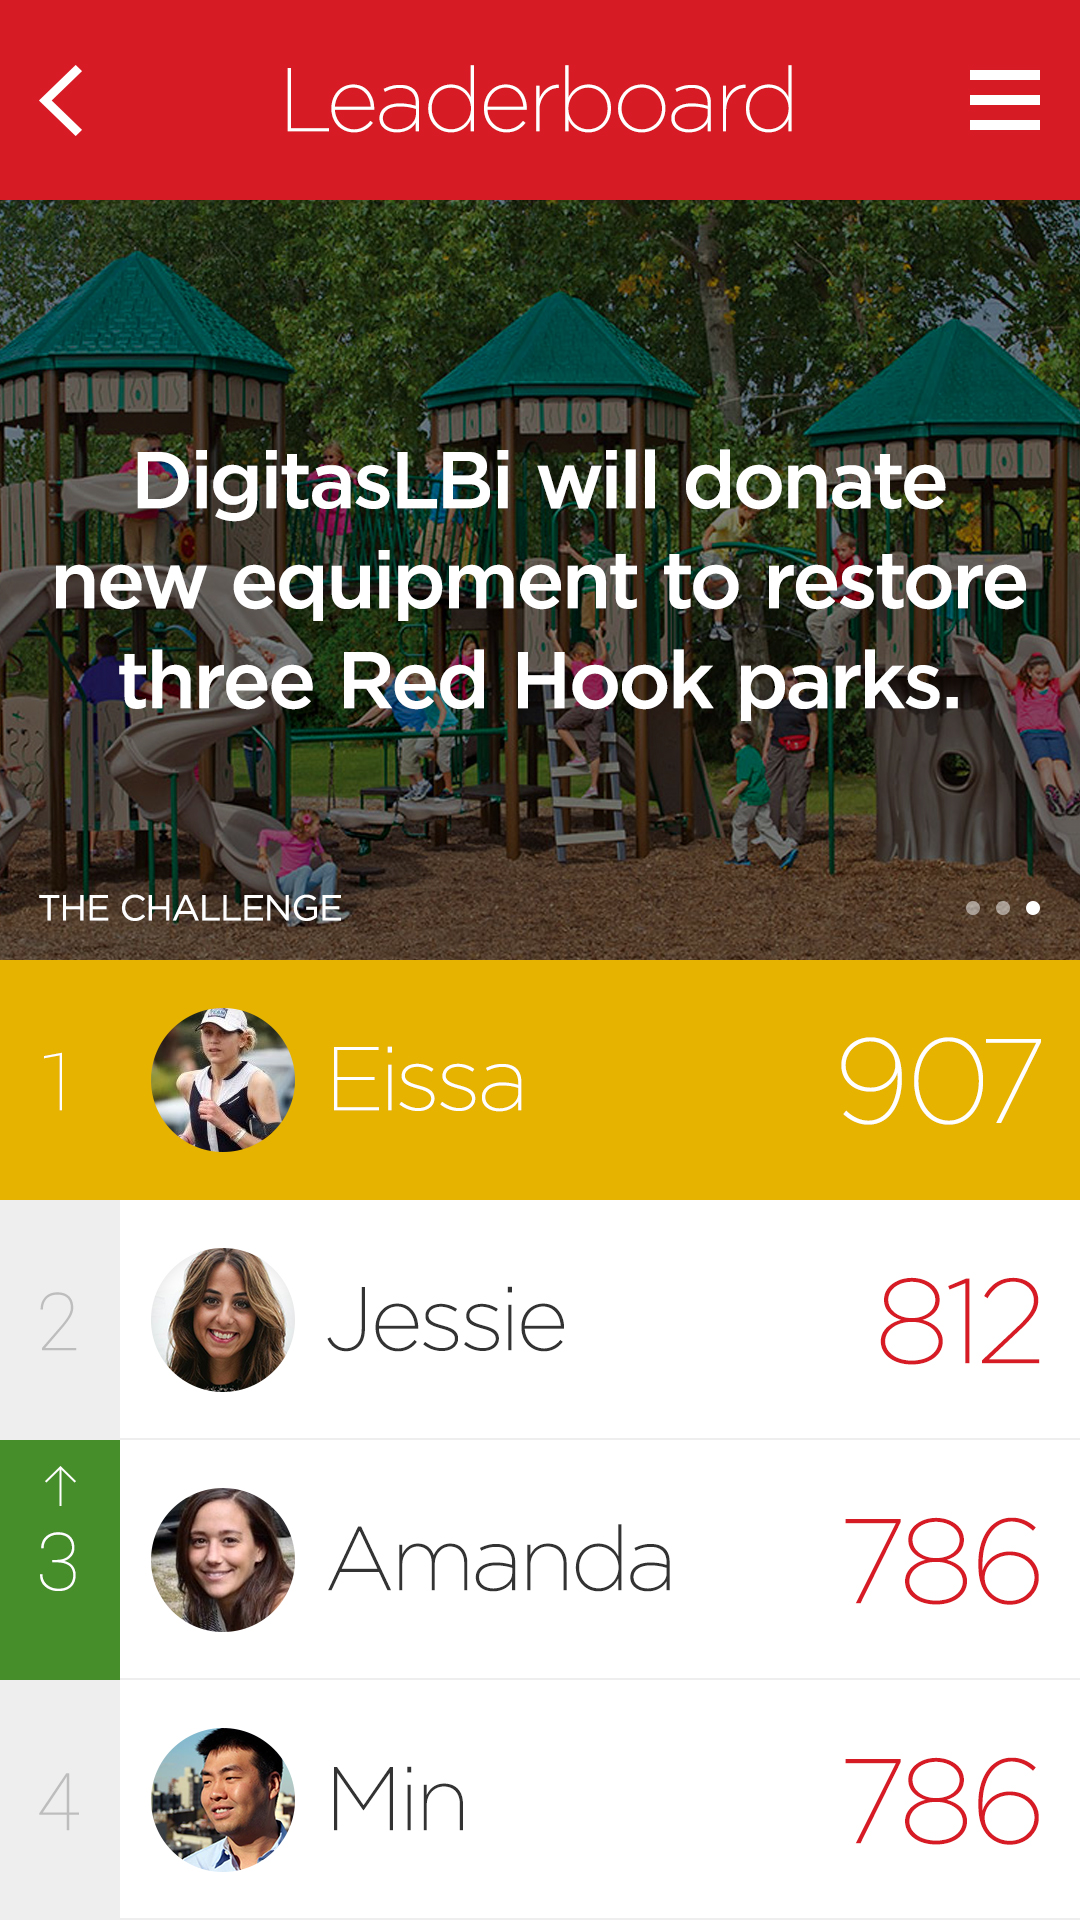 Leaderboard
DigitasLBi will donate
new equipment to restore
three Red Hook parks.
THE CHALLENGE
1 Eissa 907
2 Jessie 812
↑
3 Amanda 786
4 Min 786